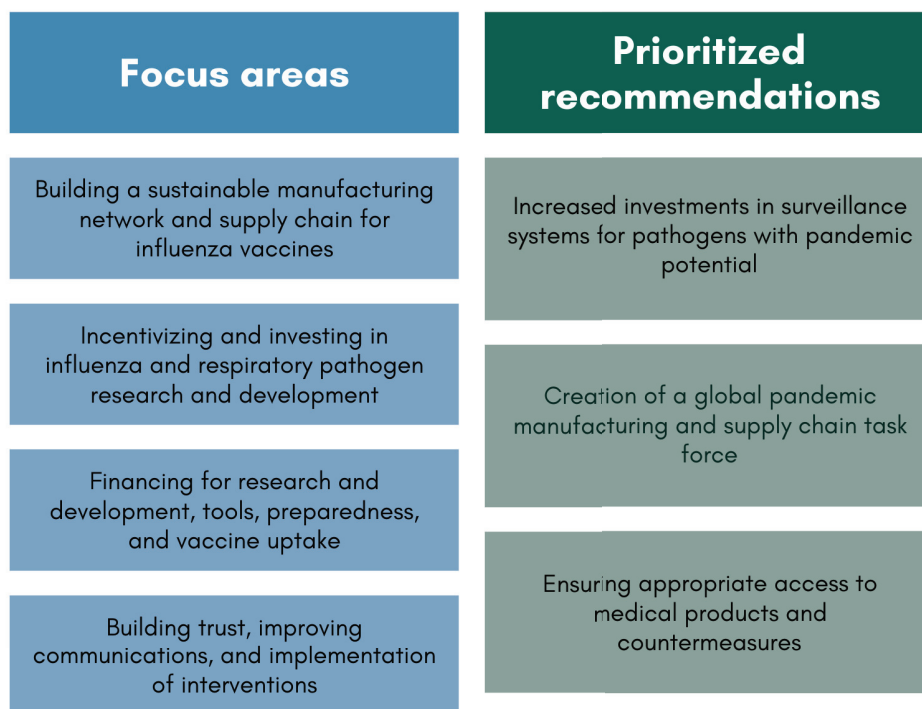 Focus areas
Building a sustainable manufacturing
network and supply chain for
influenza vaccines
Incentivizing and investing in
influenza and respiratory pathogen
research and development
Financing for research and
development, tools, preparedness,
and vaccine uptake
Building trust, improving
communications, and implementation
of interventions
Prioritized
recommendations
Increased investments in surveillance
systems for pathogens with pandemic
potential
Creation of a global pandemic
manufacturing and supply chain task
force
Ensuring appropriate access to
medical products and
countermeasures